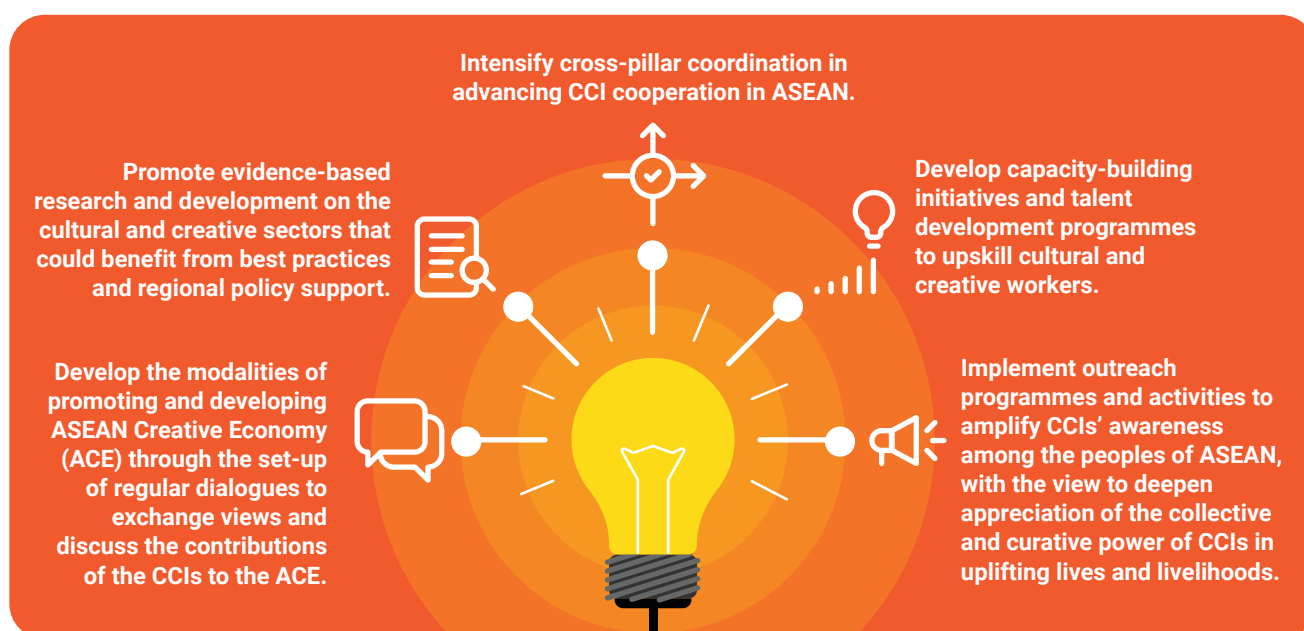 Intensify cross-pillar coordination in
advancing CCI cooperation in ASEAN.
Promote evidence-based
research and development on the
cultural and creative sectors that
could benefit from best practices
and regional policy support.
Develop capacity-building
initiatives and talent
development programmes
to upskill cultural and
creative workers.
Develop the modalities of
promoting and developing
ASEAN Creative Economy
(ACE) through the set-up
of regular dialogues to
exchange views and
discuss the contributions
of the CCIs to the ACE.
Implement outreach
programmes and activities to
amplify CCIs’ awareness
among the peoples of ASEAN,
with the view to deepen
appreciation of the collective
and curative power of CCIs in
uplifting lives and livelihoods.